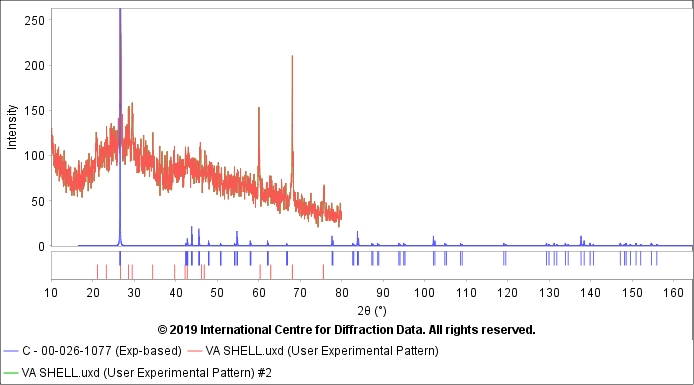 250
200
150
100
50
0
Intensity
10 20 30 40 50 60 70 80 90 100 110 120 130 140 150 160
2θ (°)
© 2019 International Centre for Diffraction Data. All rights reserved.
C - 00-026-1077 (Exp-based) VA SHELL.uxd (User Experimental Pattern)
VA SHELL.uxd (User Experimental Pattern) #2